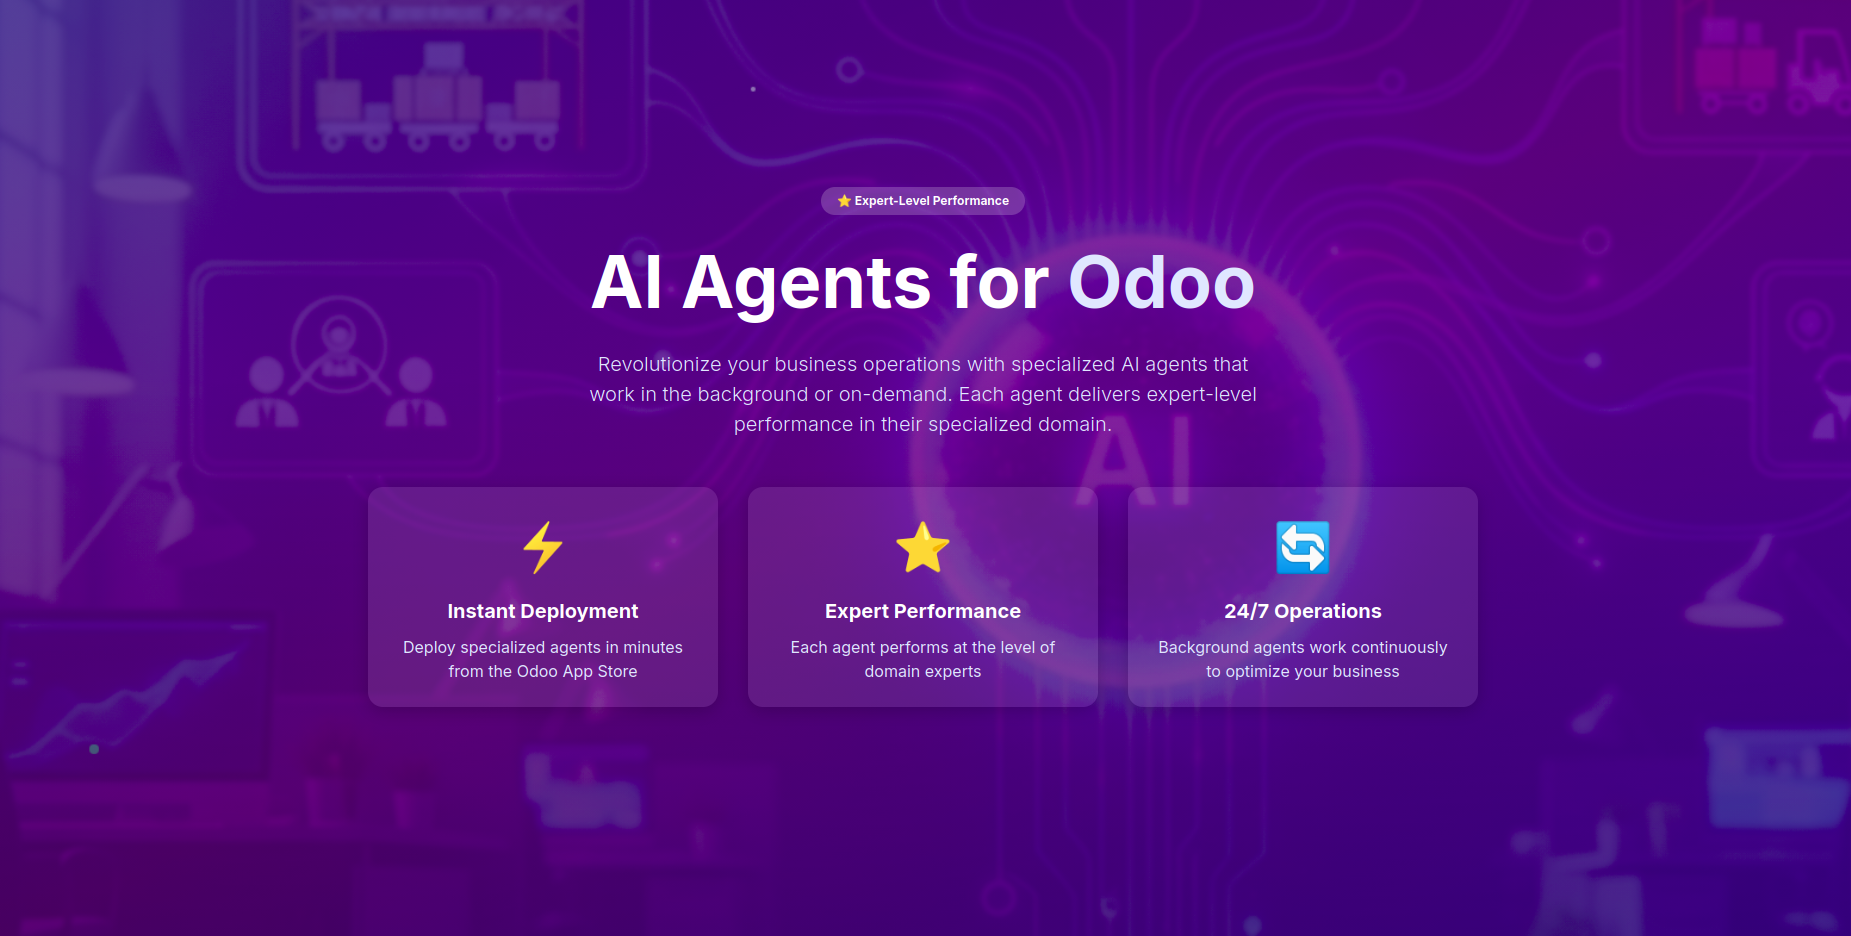 ⭐ Expert-Level Performance
AI Agents for Odoo
Revolutionize your business operations with specialized AI agents that
work in the background or on-demand. Each agent delivers expert-level
performance in their specialized domain.
AI
Instant Deployment
Deploy specialized agents in minutes
from the Odoo App Store
Expert Performance
Each agent performs at the level of
domain experts
24/7 Operations
Background agents work continuously
to optimize your business